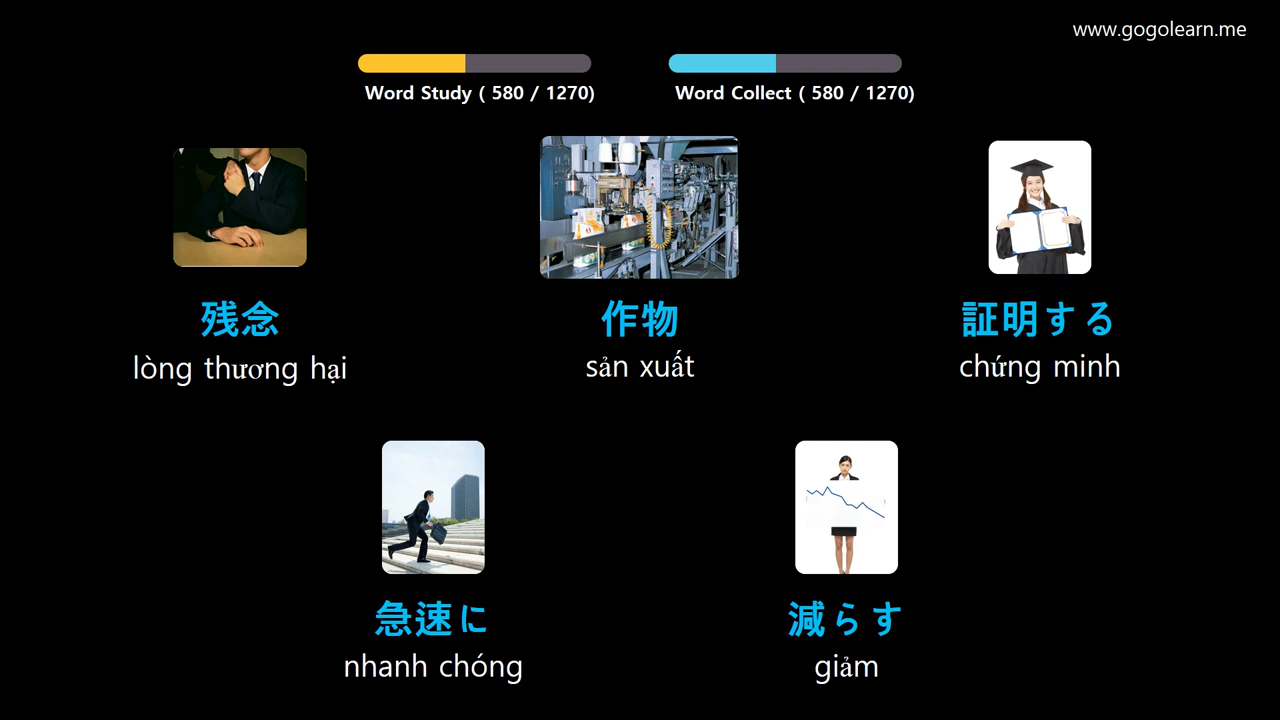 www.gogolearn.me
Word Study ( 580 / 1270)
Word Collect ( 580 / 1270)
残念
lòng thương hại
作物
sản xuất
証明する
chứng minh
急速に
nhanh chóng
減らす
giảm